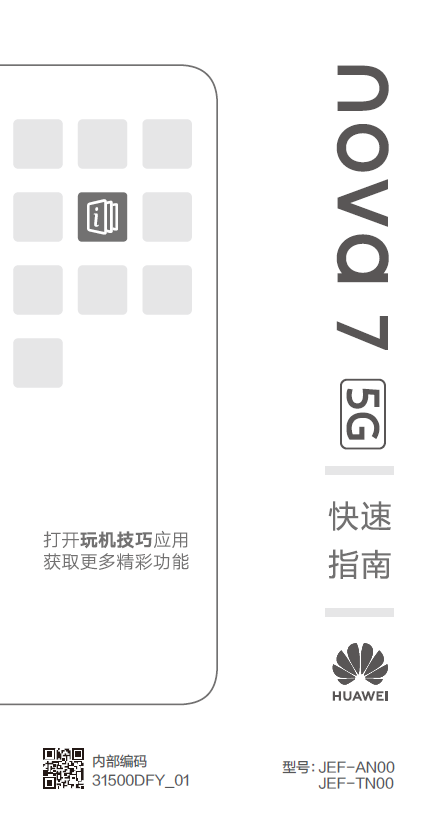 nova 7 5G
快速
指南
HUAWEI
打开玩机技巧应用
获取更多精彩功能
内部编码
31500DFY_01
型号: JEF-AN00
JEF-TN00